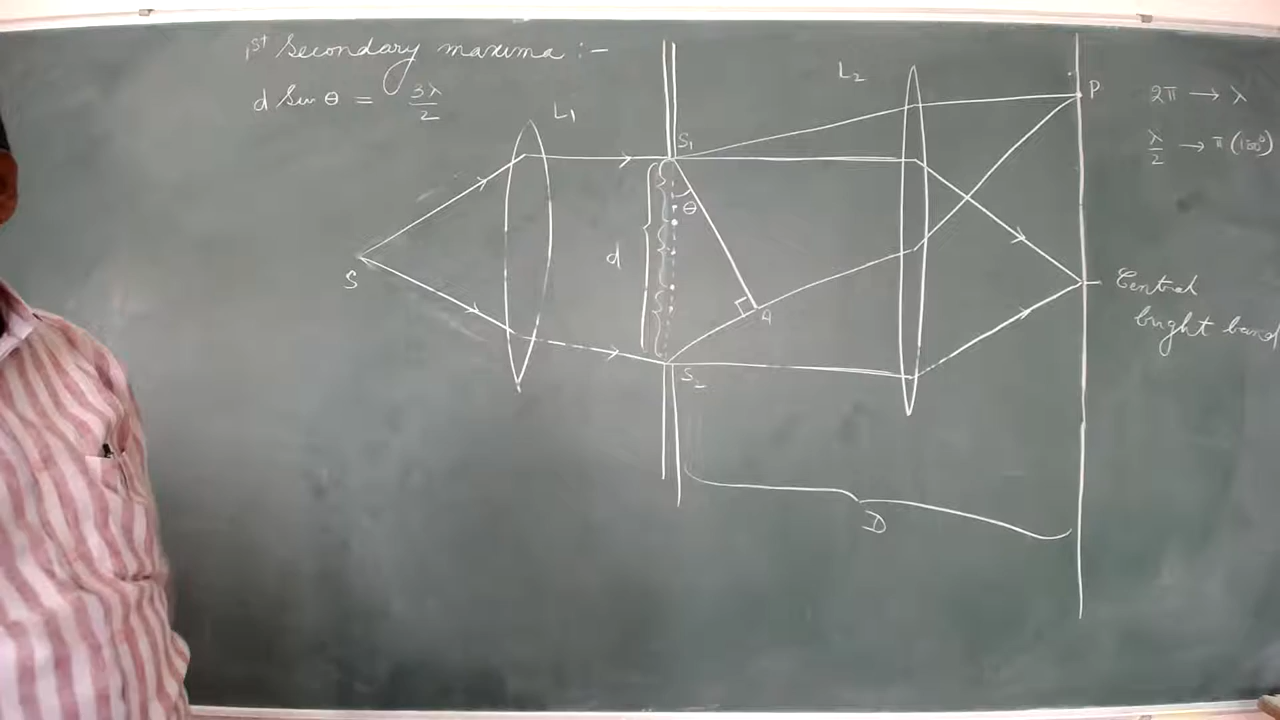 1st Secondary maxima :-
d Sin θ = 3λ/2
L1
L2
P
2π → λ
λ/2 → π (180°)
S1
θ
d
S
A
Central
bright band
S2
D